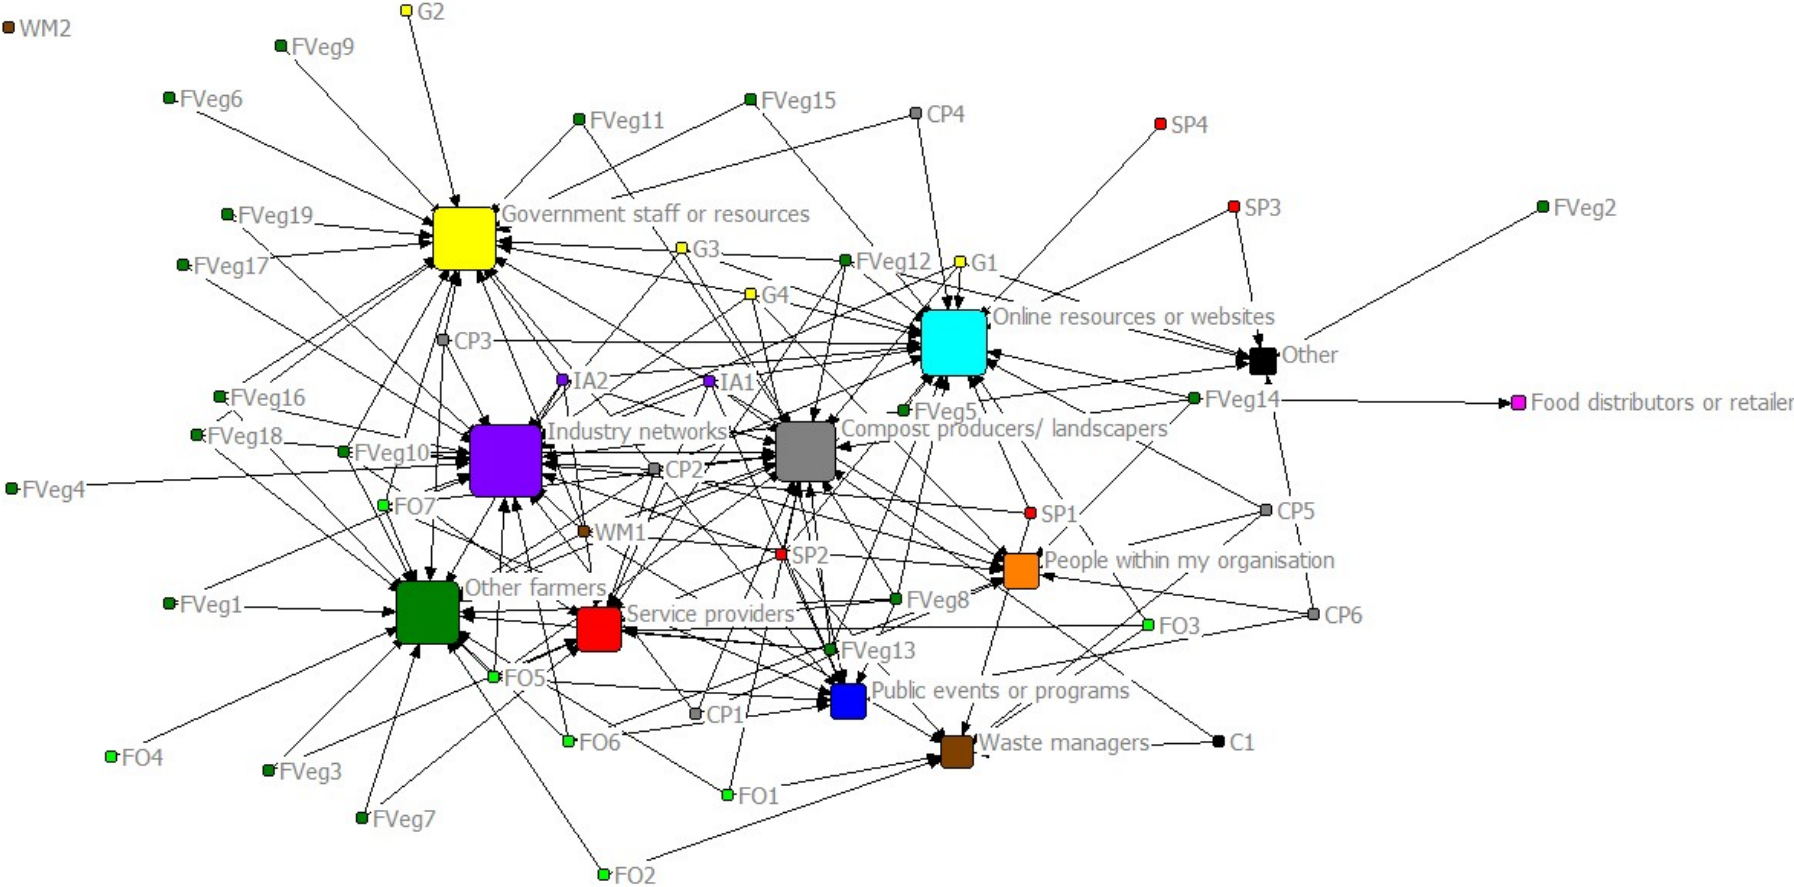 G2
WM2
FVeg9
FVeg6
FVeg15
FVeg11
CP4
SP4
FVeg19
Government staff or resources
SP3
FVeg2
G3
FVeg17
FVeg12
G1
G4
Online resources or websites
CP3
Other
IA2
IA1
FVeg16
FVeg14
Food distributors or retailer
FVeg5
FVeg18
Industry networks
Compost producers/ landscapers
FVeg10
CP2
FVeg4
FO7
CP5
SP1
WM1
SP2
People within my organisation
Other farmers
FVeg1
Service providers
FVeg8
CP6
FO3
FVeg13
FO5
Public events or programs
CP1
FO6
Waste managers
C1
FO4
FVeg3
FO1
FVeg7
FO2